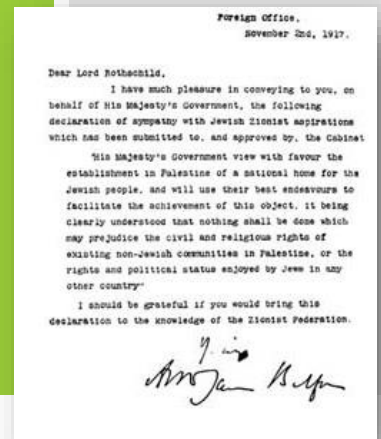 Foreign Office,
November 2nd, 1917.
Dear Lord Rothschild,
I have much pleasure in conveying to you, on
behalf of His Majesty's Government, the following
declaration of sympathy with Jewish Zionist aspirations
which has been submitted to, and approved by, the Cabinet
"His Majesty's Government view with favour the
establishment in Palestine of a national home for the
Jewish people, and will use their best endeavours to
facilitate the achievement of this object, it being
clearly understood that nothing shall be done which
may prejudice the civil and religious rights of
existing non-Jewish communities in Palestine, or the
rights and political status enjoyed by Jews in any
other country"
I should be grateful if you would bring this
declaration to the knowledge of the Zionist Federation.